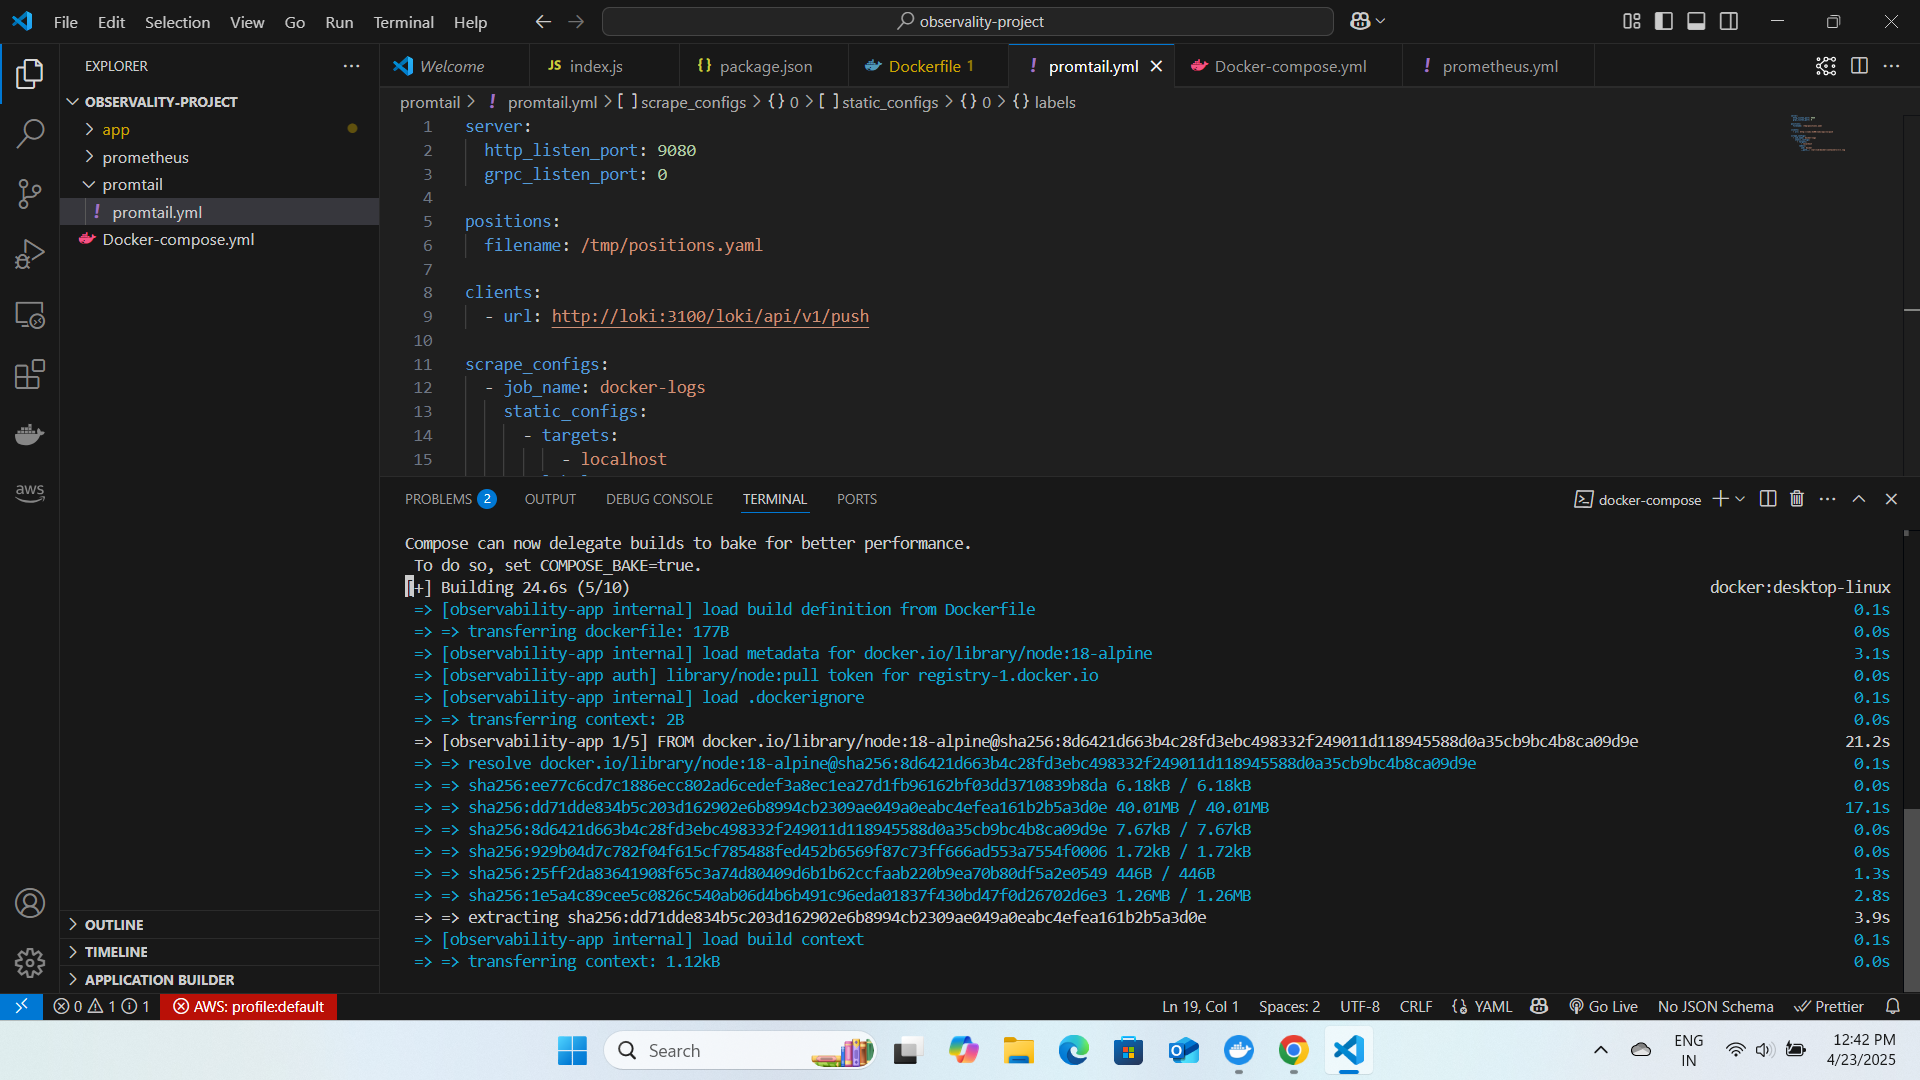 File Edit Selection View Go Run Terminal Help
observality-project
EXPLORER
OBSERVALITY-PROJECT
app
prometheus
promtail
! promtail.yml
Docker-compose.yml
OUTLINE
TIMELINE
APPLICATION BUILDER
aws
Welcome
JS index.js
{} package.json
Dockerfile 1
! promtail.yml
Docker-compose.yml
! prometheus.yml
promtail > ! promtail.yml > [ ] scrape_configs > {} 0 > [ ] static_configs > {} 0 > {} labels
1 server:
2 http_listen_port: 9080
3 grpc_listen_port: 0
4
5 positions:
6 filename: /tmp/positions.yaml
7
8 clients:
9 - url: http://loki:3100/loki/api/v1/push
10
11 scrape_configs:
12 - job_name: docker-logs
13 static_configs:
14 - targets:
15 - localhost
PROBLEMS 2 OUTPUT DEBUG CONSOLE TERMINAL PORTS
docker-compose
Compose can now delegate builds to bake for better performance.
To do so, set COMPOSE_BAKE=true.
[+] Building 24.6s (5/10) docker:desktop-linux
=> [observability-app internal] load build definition from Dockerfile 0.1s
=> => transferring dockerfile: 177B 0.0s
=> [observability-app internal] load metadata for docker.io/library/node:18-alpine 3.1s
=> [observability-app auth] library/node:pull token for registry-1.docker.io 0.0s
=> [observability-app internal] load .dockerignore 0.1s
=> => transferring context: 2B 0.0s
=> [observability-app 1/5] FROM docker.io/library/node:18-alpine@sha256:8d6421d663b4c28fd3ebc498332f249011d118945588d0a35cb9bc4b8ca09d9e 21.2s
=> => resolve docker.io/library/node:18-alpine@sha256:8d6421d663b4c28fd3ebc498332f249011d118945588d0a35cb9bc4b8ca09d9e 0.1s
=> => sha256:ee77c6cd7c1886ecc802ad6cedef3a8ec1ea27d1fb96162bf03dd3710839b8da 6.18kB / 6.18kB 0.0s
=> => sha256:dd71dde834b5c203d162902e6b8994cb2309ae049a0eabc4efea161b2b5a3d0e 40.01MB / 40.01MB 17.1s
=> => sha256:8d6421d663b4c28fd3ebc498332f249011d118945588d0a35cb9bc4b8ca09d9e 7.67kB / 7.67kB 0.0s
=> => sha256:929b04d7c782f04f615cf785488fed452b6569f87c73ff666ad553a7554f0006 1.72kB / 1.72kB 0.0s
=> => sha256:25ff2da83641908f65c3a74d80409d6b1b62ccfaab220b9ea70b80df5a2e0549 446B / 446B 1.3s
=> => sha256:1e5a4c89cee5c0826c540ab06d4b6b491c96eda01837f430bd47f0d26702d6e3 1.26MB / 1.26MB 2.8s
=> => extracting sha256:dd71dde834b5c203d162902e6b8994cb2309ae049a0eabc4efea161b2b5a3d0e 3.9s
=> [observability-app internal] load build context 0.1s
=> => transferring context: 1.12kB 0.0s
0 1 1 AWS: profile:default
Ln 19, Col 1 Spaces: 2 UTF-8 CRLF {} YAML Go Live No JSON Schema Prettier
Search
ENG
IN
12:42 PM
4/23/2025